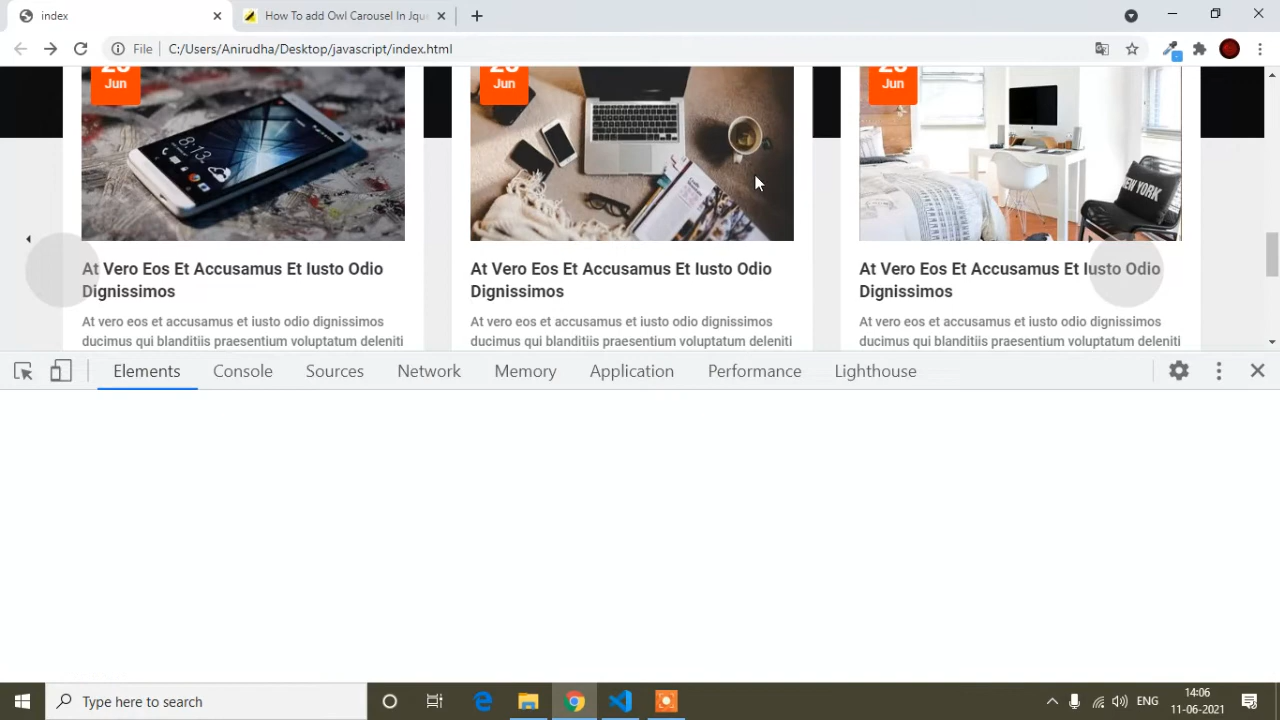 index
How To add Owl Carousel In Jque
File
C:/Users/Anirudha/Desktop/javascript/index.html
Jun
Jun
Jun
8:13
NEW YORK
At Vero Eos Et Accusamus Et Iusto Odio
Dignissimos
At vero eos et accusamus et iusto odio dignissimos
ducimus qui blanditiis praesentium voluptatum deleniti
At Vero Eos Et Accusamus Et Iusto Odio
Dignissimos
At vero eos et accusamus et iusto odio dignissimos
ducimus qui blanditiis praesentium voluptatum deleniti
At Vero Eos Et Accusamus Et Iusto Odio
Dignissimos
At vero eos et accusamus et iusto odio dignissimos
ducimus qui blanditiis praesentium voluptatum deleniti
Elements
Console
Sources
Network
Memory
Application
Performance
Lighthouse
Type here to search
ENG
14:06
11-06-2021